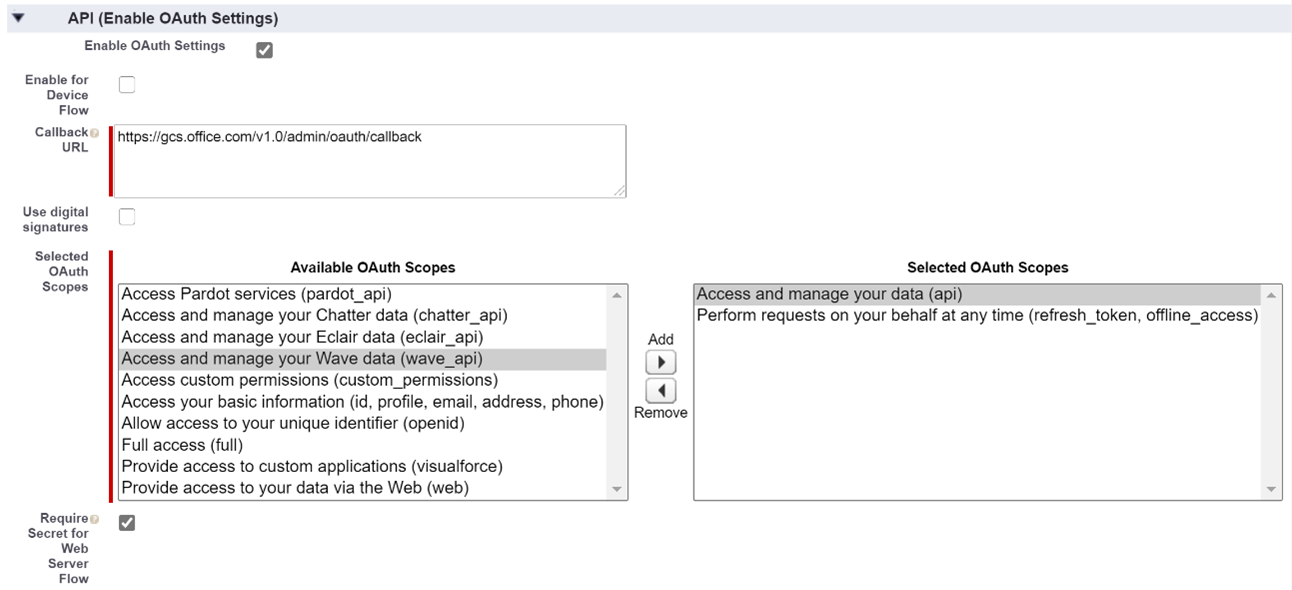 API (Enable OAuth Settings)
Enable OAuth Settings
Enable for
Device
Flow
Callback
URL
https://gcs.office.com/v1.0/admin/oauth/callback
Use digital
signatures
Selected
OAuth
Scopes
Available OAuth Scopes
Access Pardot services (pardot_api)
Access and manage your Chatter data (chatter_api)
Access and manage your Eclair data (eclair_api)
Access and manage your Wave data (wave_api)
Access custom permissions (custom_permissions)
Access your basic information (id, profile, email, address, phone)
Allow access to your unique identifier (openid)
Full access (full)
Provide access to custom applications (visualforce)
Provide access to your data via the Web (web)
Add
Remove
Selected OAuth Scopes
Access and manage your data (api)
Perform requests on your behalf at any time (refresh_token, offline_access)
Require
Secret for
Web
Server
Flow